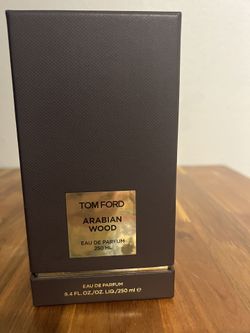 TOM FORD
ARABIAN
WOOD
EAU DE PARFUM
250 ML
EAU DE PARFUM
8.4 FL.OZ./OZ. LIQ./250 ml ℮